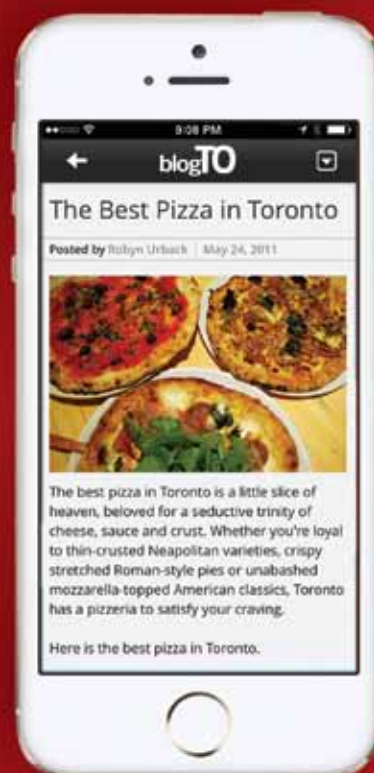 9:08 PM
blogTO
The Best Pizza in Toronto
Posted by Robyn Urback | May 24, 2011
The best pizza in Toronto is a little slice of
heaven, beloved for a seductive trinity of
cheese, sauce and crust. Whether you're loyal
to thin-crusted Neapolitan varieties, crispy
stretched Roman-style pies or unabashed
mozzarella-topped American classics, Toronto
has a pizzeria to satisfy your craving.
Here is the best pizza in Toronto.